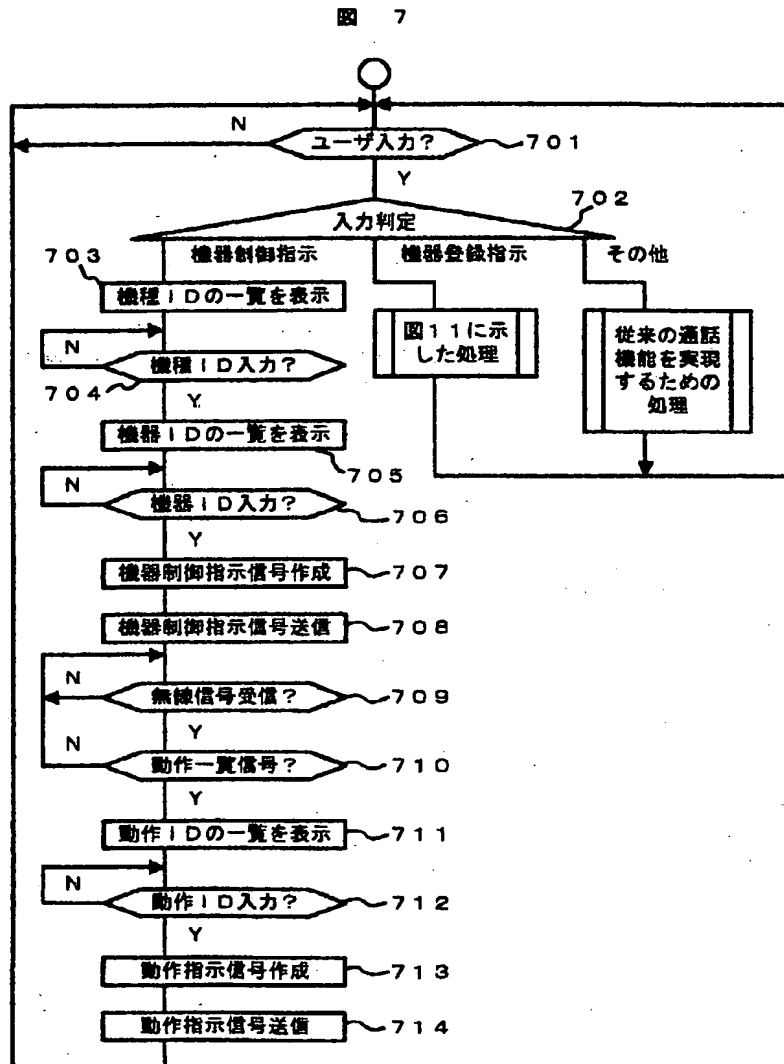 図 7
N
ユーザ入力？
701
Y
702
入力判定
703
機器制御指示
機器登録指示
その他
機種IDの一覧を表示
図11に示
した処理
従来の通話
機能を実現
するための
処理
N
機種ID入力？
704
Y
機器IDの一覧を表示
705
N
機器ID入力？
706
Y
機器制御指示信号作成
707
機器制御指示信号送信
708
N
無線信号受信？
709
Y
N
動作一覧信号？
710
Y
動作IDの一覧を表示
711
N
動作ID入力？
712
Y
動作指示信号作成
713
動作指示信号送信
714